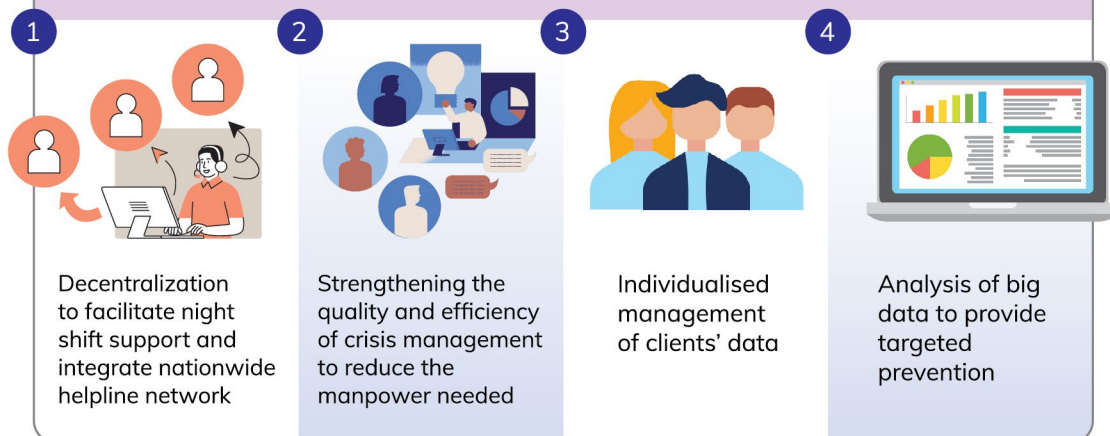 1
Decentralization
to facilitate night
shift support and
integrate nationwide
helpline network
2
Strengthening the
quality and efficiency
of crisis management
to reduce the
manpower needed
3
Individualised
management
of clients’ data
4
Analysis of big
data to provide
targeted
prevention